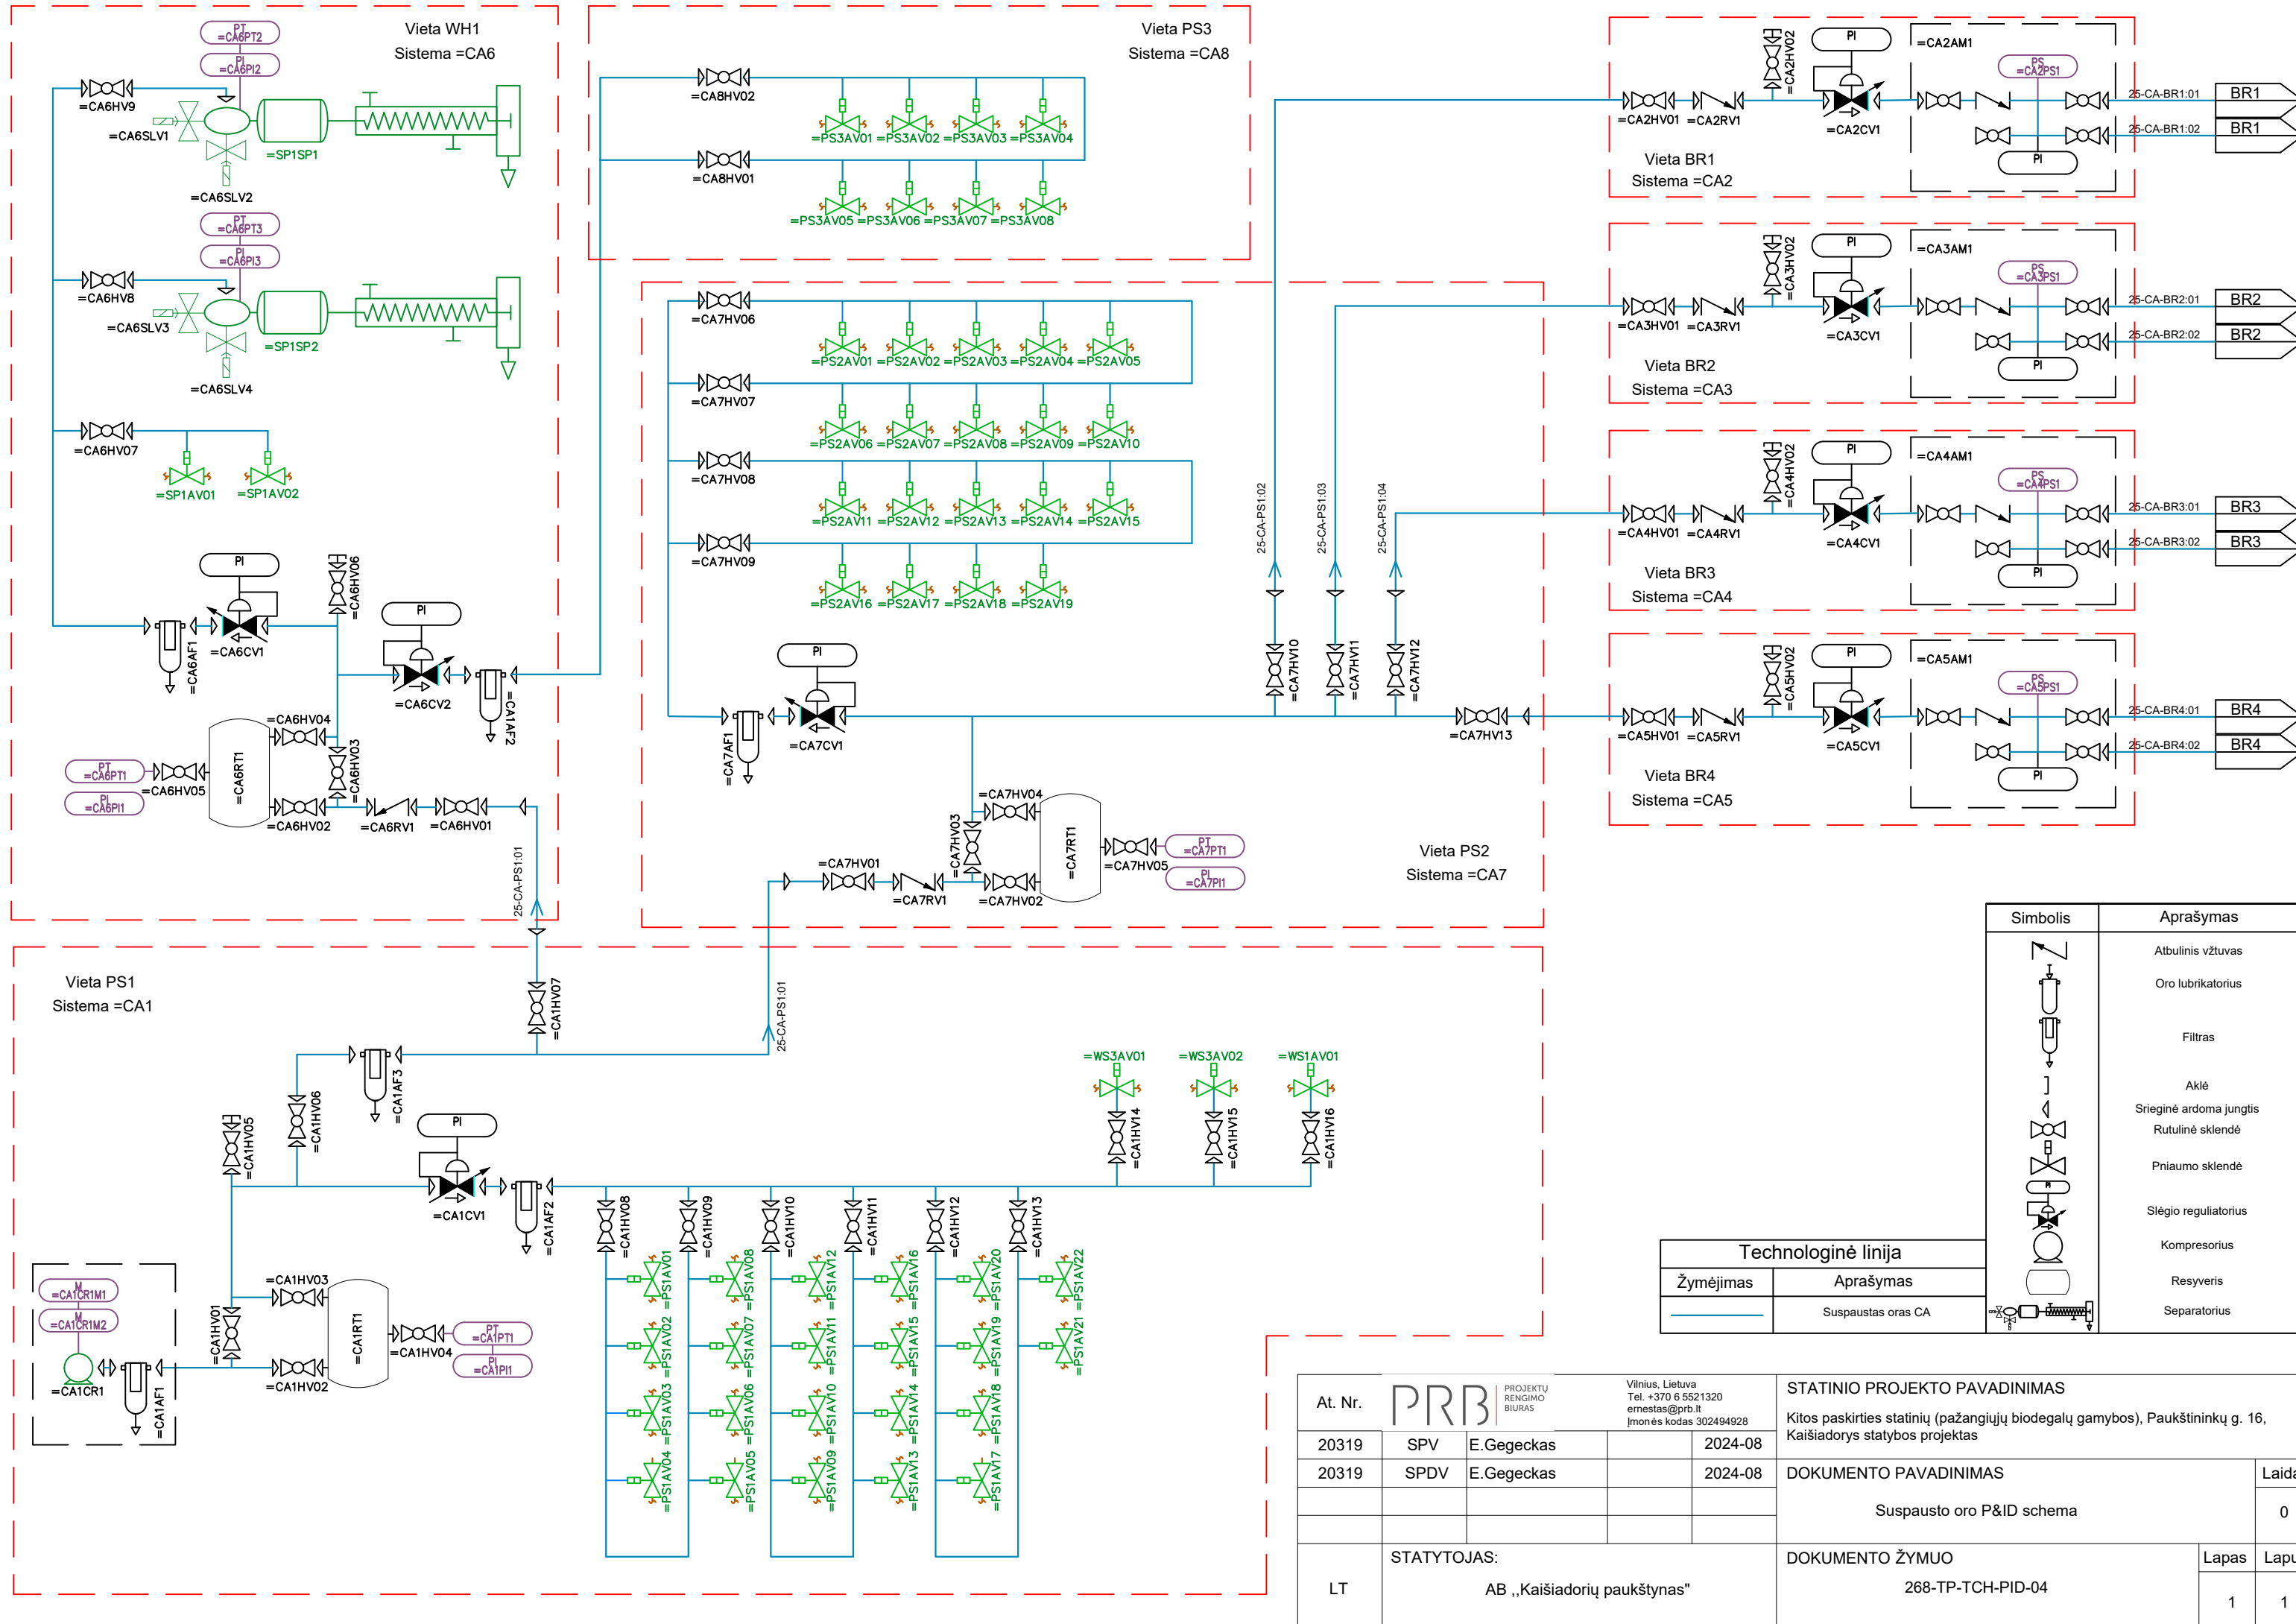 Vieta WH1
Sistema =CA6
PT
=CA6PT2
PI
=CA6PI2
=CA6HV9
=CA6SLV1
=SP1SP1
=CA6SLV2
PT
=CA6PT3
PI
=CA6PI3
=CA6HV8
=CA6SLV3
=SP1SP2
=CA6SLV4
=CA6HV07
=SP1AV01
=SP1AV02
PI
=CA6HV06
PI
=CA6AF1
=CA6CV1
=CA6CV2
=CA1AF2
=CA6HV04
=CA6RT1
=CA6HV03
PT
=CA6PT1
=CA6HV05
PI
=CA6PI1
=CA6HV02
=CA6RV1
=CA6HV01
25-CA-PS1:01
Vieta PS3
Sistema =CA8
=CA8HV02
=PS3AV01 =PS3AV02 =PS3AV03 =PS3AV04
=CA8HV01
=PS3AV05 =PS3AV06 =PS3AV07 =PS3AV08
=CA7HV06
=PS2AV01 =PS2AV02 =PS2AV03 =PS2AV04 =PS2AV05
=CA7HV07
=PS2AV06 =PS2AV07 =PS2AV08 =PS2AV09 =PS2AV10
=CA7HV08
=PS2AV11 =PS2AV12 =PS2AV13 =PS2AV14 =PS2AV15
=CA7HV09
=PS2AV16 =PS2AV17 =PS2AV18 =PS2AV19
25-CA-PS1:02
25-CA-PS1:03
25-CA-PS1:04
PI
=CA7HV10
=CA7HV11
=CA7HV12
=CA7AF1
=CA7CV1
=CA7HV13
=CA7HV04
=CA7HV03
=CA7RT1
=CA7HV01
=CA7RV1
=CA7HV02
=CA7HV05
PT
=CA7PT1
PI
=CA7PI1
Vieta PS2
Sistema =CA7
=CA2HV02
PI
=CA2AM1
PS
=CA2PS1
=CA2HV01 =CA2RV1
=CA2CV1
25-CA-BR1:01
BR1
25-CA-BR1:02
BR1
PI
Vieta BR1
Sistema =CA2
=CA3HV02
PI
=CA3AM1
PS
=CA3PS1
=CA3HV01 =CA3RV1
=CA3CV1
25-CA-BR2:01
BR2
25-CA-BR2:02
BR2
PI
Vieta BR2
Sistema =CA3
=CA4HV02
PI
=CA4AM1
PS
=CA4PS1
=CA4HV01 =CA4RV1
=CA4CV1
25-CA-BR3:01
BR3
25-CA-BR3:02
BR3
PI
Vieta BR3
Sistema =CA4
=CA5HV02
PI
=CA5AM1
PS
=CA5PS1
=CA5HV01 =CA5RV1
=CA5CV1
25-CA-BR4:01
BR4
25-CA-BR4:02
BR4
PI
Vieta BR4
Sistema =CA5
Vieta PS1
Sistema =CA1
=CA1HV07
25-CA-PS1:01
=CA1AF3
=CA1HV05
=CA1HV06
PI
=CA1CV1
=CA1AF2
=WS3AV01
=WS3AV02
=WS1AV01
=CA1HV14
=CA1HV15
=CA1HV16
=CA1HV08
=CA1HV09
=CA1HV10
=CA1HV11
=CA1HV12
=CA1HV13
=PS1AV01
=PS1AV08
=PS1AV12
=PS1AV16
=PS1AV20
=PS1AV22
=PS1AV02
=PS1AV07
=PS1AV11
=PS1AV15
=PS1AV19
=PS1AV21
=PS1AV03
=PS1AV06
=PS1AV10
=PS1AV14
=PS1AV18
=PS1AV04
=PS1AV05
=PS1AV09
=PS1AV13
=PS1AV17
M
=CA1CR1M1
M
=CA1CR1M2
=CA1CR1
=CA1AF1
=CA1HV01
=CA1HV03
=CA1HV02
=CA1RT1
=CA1HV04
PT
=CA1PT1
PI
=CA1PI1
Simbolis
Aprašymas
Atbulinis vžtuvas
Oro lubrikatorius
Filtras
Aklė
Srieginė ardoma jungtis
Rutulinė sklendė
Pniaumo sklendė
PI
Slėgio reguliatorius
Kompresorius
Resyveris
Separatorius
Technologinė linija
Žymėjimas
Aprašymas
Suspaustas oras CA
At. Nr.
PRB
PROJEKTŲ
RENGIMO
BIURAS
Vilnius, Lietuva
Tel. +370 6 5521320
ernestas@prb.lt
Įmonės kodas 302494928
STATINIO PROJEKTO PAVADINIMAS
Kitos paskirties statinių (pažangiųjų biodegalų gamybos), Paukštininkų g. 16,
Kaišiadorys statybos projektas
20319 SPV E.Gegeckas 2024-08
20319 SPDV E.Gegeckas 2024-08
DOKUMENTO PAVADINIMAS
Laida
Suspausto oro P&ID schema
0
LT
STATYTOJAS:
AB ,,Kaišiadorių paukštynas"
DOKUMENTO ŽYMUO
268-TP-TCH-PID-04
Lapas
1
Lapų
1